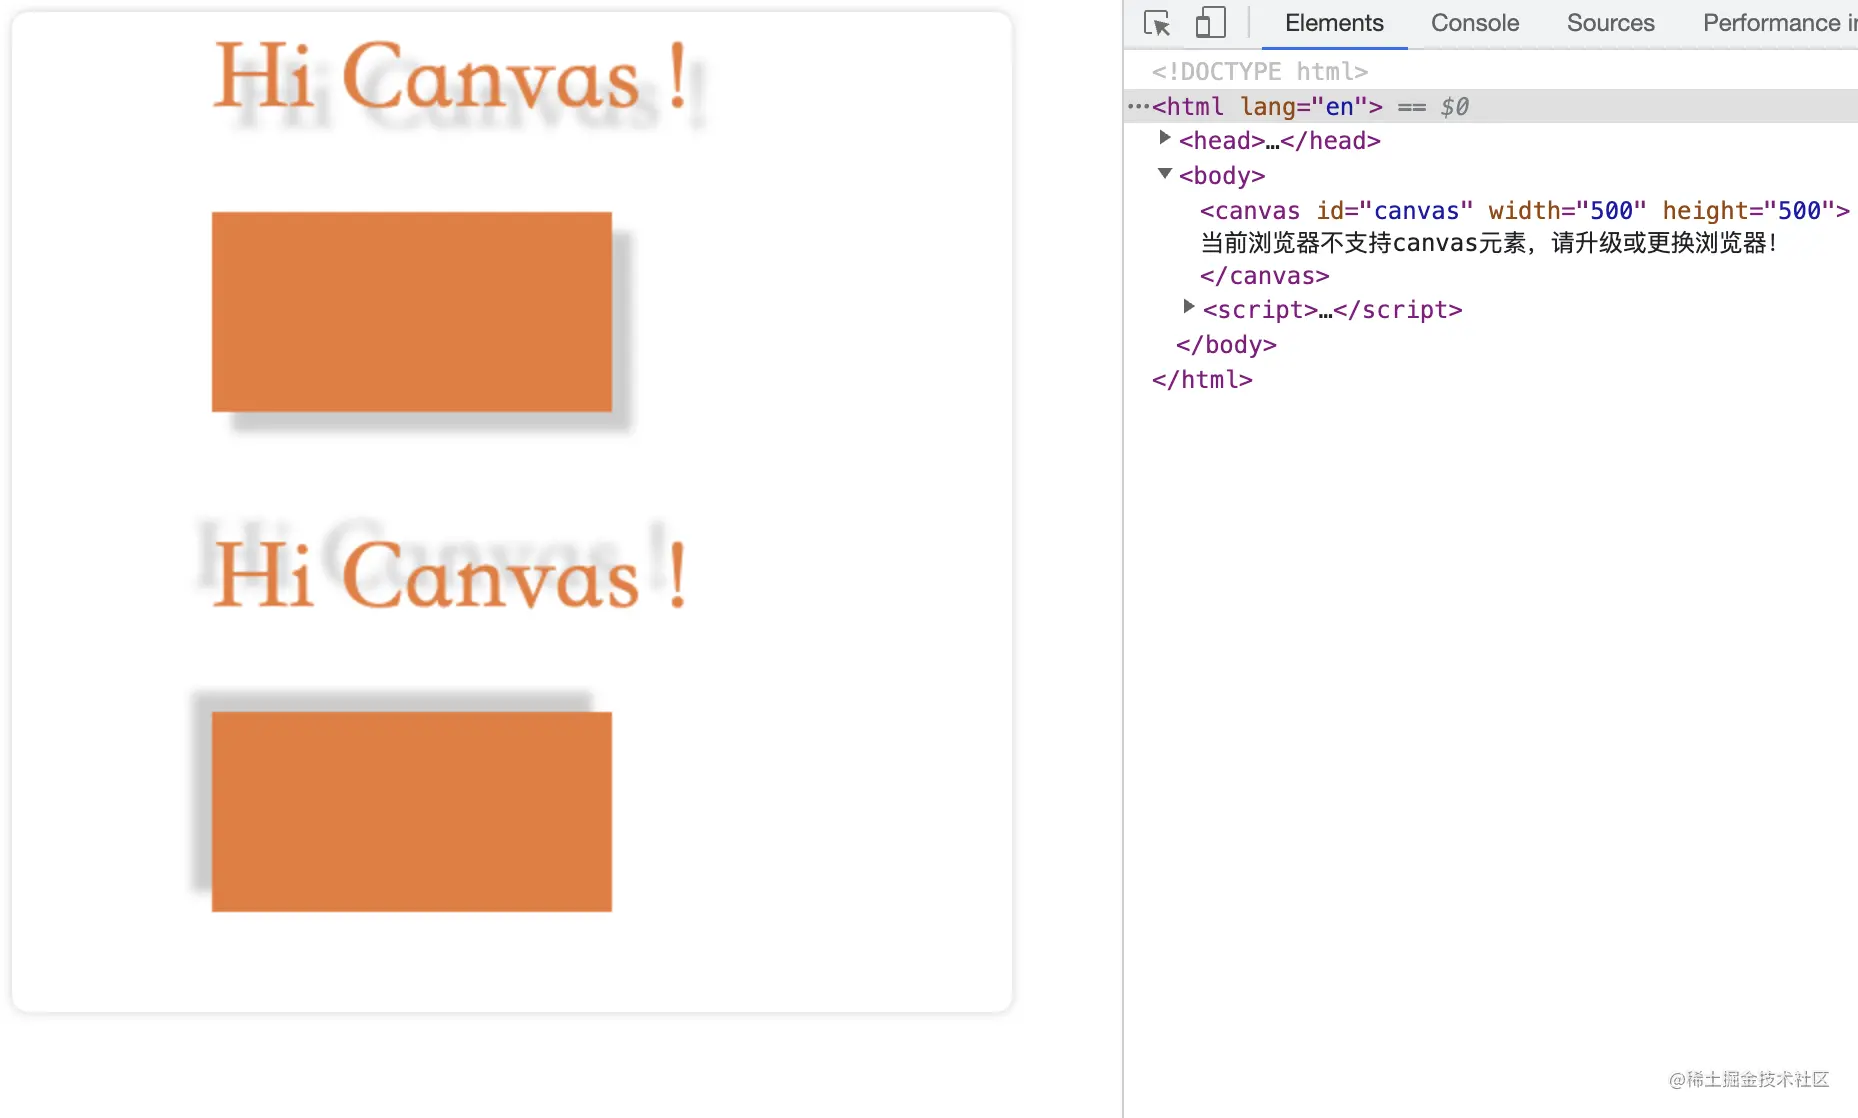 Hi Canvas !
Hi Canvas !
Elements Console Sources Performance in
<!DOCTYPE html>
<html lang="en"> == $0
<head>…</head>
<body>
<canvas id="canvas" width="500" height="500">
当前浏览器不支持canvas元素，请升级或更换浏览器！
</canvas>
<script>…</script>
</body>
</html>
@稀土掘金技术社区